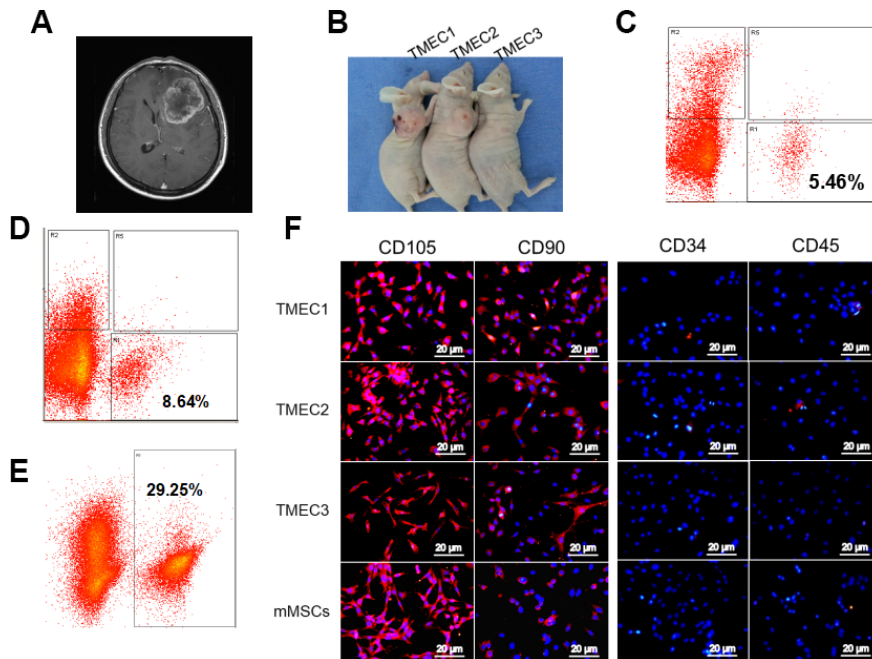 A
B
TMEC1
TMEC2
TMEC3
C
R2
R5
R1
5.46%
D
R2
R5
R1
8.64%
E
29.25%
F
CD105
CD90
CD34
CD45
TMEC1
20 µm
20 µm
20 µm
20 µm
TMEC2
20 µm
20 µm
20 µm
20 µm
TMEC3
20 µm
20 µm
20 µm
20 µm
mMSCs
20 µm
20 µm
20 µm
20 µm